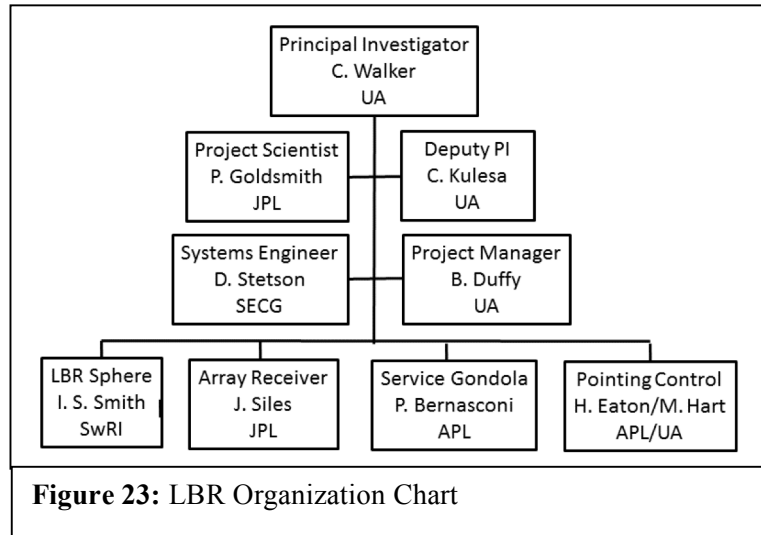 Principal Investigator
C. Walker
UA
Project Scientist
P. Goldsmith
JPL
Deputy PI
C. Kulesa
UA
Systems Engineer
D. Stetson
SECG
Project Manager
B. Duffy
UA
LBR Sphere
I. S. Smith
SwRI
Array Receiver
J. Siles
JPL
Service Gondola
P. Bernasconi
APL
Pointing Control
H. Eaton/M. Hart
APL/UA
Figure 23: LBR Organization Chart